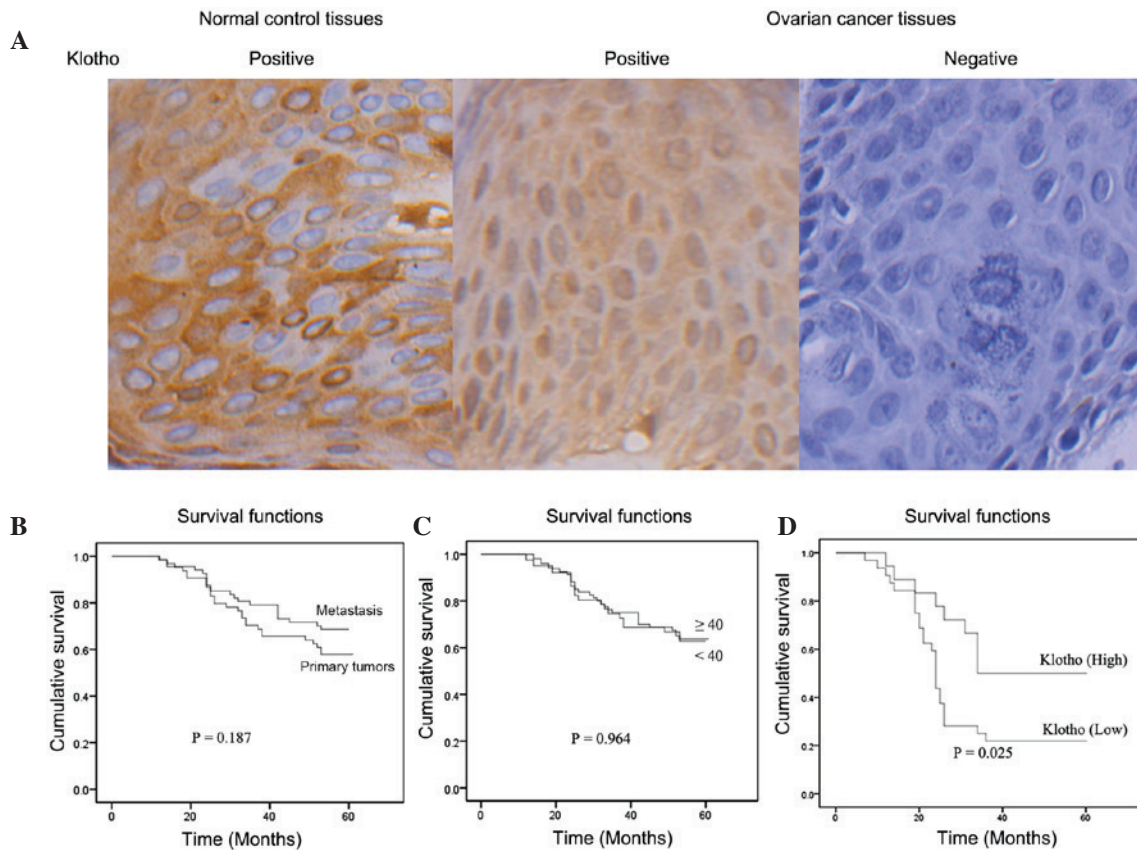 Normal control tissues
Ovarian cancer tissues
A
Klotho
Positive
Positive
Negative
B
Survival functions
Cumulative survival
1.0
0.8
0.6
0.4
0.2
0.0
Metastasis
Primary tumors
P = 0.187
0
20
40
60
Time (Months)
C
Survival functions
Cumulative survival
1.0
0.8
0.6
0.4
0.2
0.0
≥ 40
< 40
P = 0.964
0
20
40
60
Time (Months)
D
Survival functions
Cumulative survival
1.0
0.8
0.6
0.4
0.2
0.0
Klotho (High)
Klotho (Low)
P = 0.025
0
20
40
60
Time (Months)